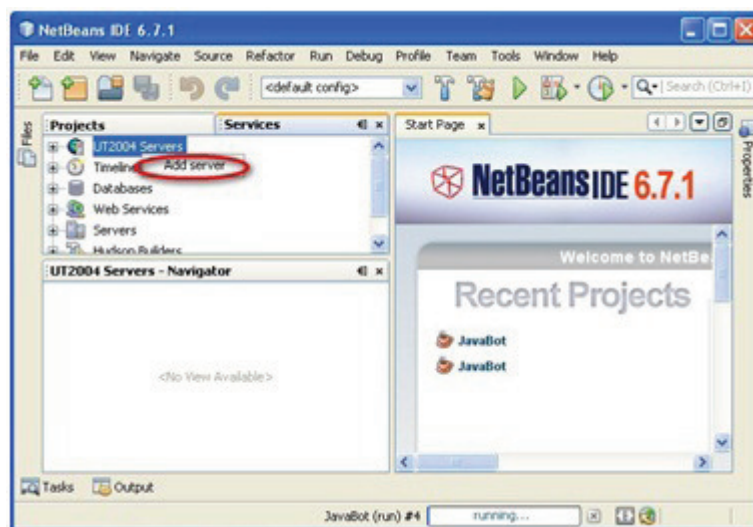 NetBeans IDE 6.7.1
File Edit View Navigate Source Refactor Run Debug Profile Team Tools Window Help
<default config>
Search (Ctrl+I)
Files
Projects
Services
Start Page
Properties
UT2004 Servers
Timeline
Add server
Databases
Web Services
Servers
Hudson Builders
NetBeans IDE 6.7.1
Welcome to NetBe
UT2004 Servers - Navigator
<No View Available>
Recent Projects
JavaBot
JavaBot
Tasks
Output
JavaBot (run) #4
running...